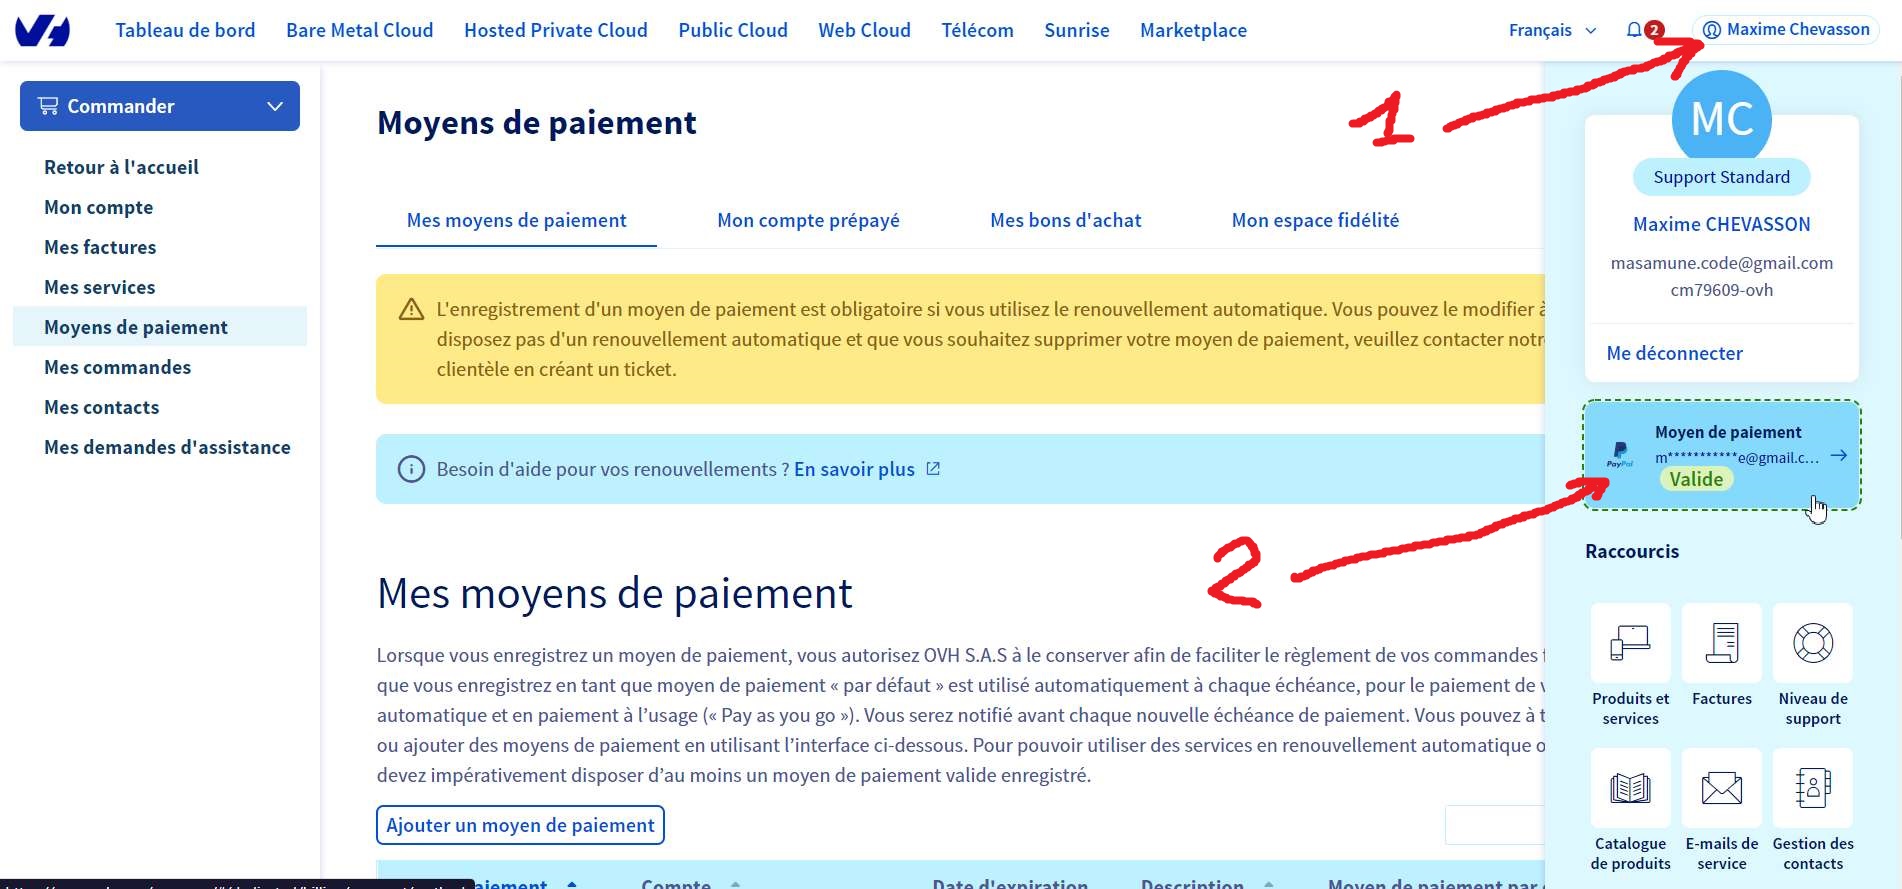 Tableau de bord
Bare Metal Cloud
Hosted Private Cloud
Public Cloud
Web Cloud
Télécom
Sunrise
Marketplace
Français
2
Maxime Chevasson
Commander
Retour à l'accueil
Mon compte
Mes factures
Mes services
Moyens de paiement
Mes commandes
Mes contacts
Mes demandes d'assistance
Moyens de paiement
Mes moyens de paiement
Mon compte prépayé
Mes bons d'achat
Mon espace fidélité
L'enregistrement d'un moyen de paiement est obligatoire si vous utilisez le renouvellement automatique. Vous pouvez le modifier à
disposez pas d'un renouvellement automatique et que vous souhaitez supprimer votre moyen de paiement, veuillez contacter notre
clientèle en créant un ticket.
Besoin d'aide pour vos renouvellements ? En savoir plus
Mes moyens de paiement
Lorsque vous enregistrez un moyen de paiement, vous autorisez OVH S.A.S à le conserver afin de faciliter le règlement de vos commandes
que vous enregistrez en tant que moyen de paiement « par défaut » est utilisé automatiquement à chaque échéance, pour le paiement de
automatique et en paiement à l’usage (« Pay as you go »). Vous serez notifié avant chaque nouvelle échéance de paiement. Vous pouvez à
ou ajouter des moyens de paiement en utilisant l’interface ci-dessous. Pour pouvoir utiliser des services en renouvellement automatique
devez impérativement disposer d’au moins un moyen de paiement valide enregistré.
Ajouter un moyen de paiement
Compte
Date d'expiration
Description
Moyen de paiement par
1
2
MC
Support Standard
Maxime CHEVASSON
masamune.code@gmail.com
cm79609-ovh
Me déconnecter
Moyen de paiement
PayPal
m***********e@gmail.c...
Valide
Raccourcis
Produits et
services
Factures
Niveau de
support
Catalogue
de produits
E-mails de
service
Gestion des
contacts